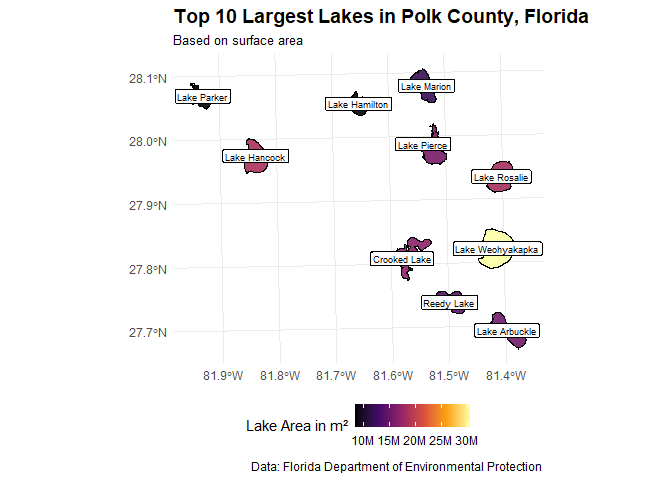 Top 10 Largest Lakes in Polk County, Florida
Based on surface area
28.1°N
28.0°N
27.9°N
27.8°N
27.7°N
Lake Parker
Lake Hamilton
Lake Marion
Lake Hancock
Lake Pierce
Lake Rosalie
Crooked Lake
Lake Weohyakapka
Reedy Lake
Lake Arbuckle
81.9°W 81.8°W 81.7°W 81.6°W 81.5°W 81.4°W
Lake Area in m²
10M 15M 20M 25M 30M
Data: Florida Department of Environmental Protection